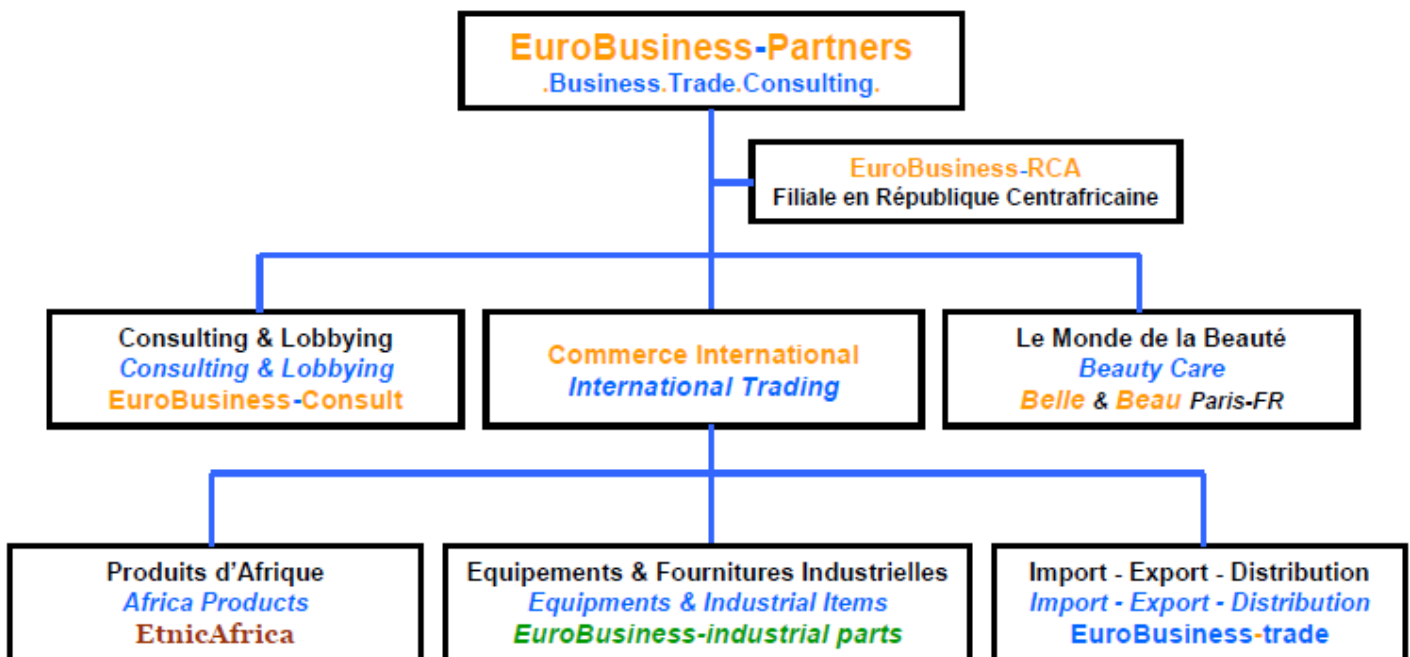 EuroBusiness-Partners
.Business.Trade.Consulting.
EuroBusiness-RCA
Filiale en République Centrafricaine
Consulting & Lobbying
Consulting & Lobbying
EuroBusiness-Consult
Commerce International
International Trading
Le Monde de la Beauté
Beauty Care
Belle & Beau Paris-FR
Produits d’Afrique
Africa Products
EtnicAfrica
Equipements & Fournitures Industrielles
Equipments & Industrial Items
EuroBusiness-industrial parts
Import - Export - Distribution
Import - Export - Distribution
EuroBusiness-trade